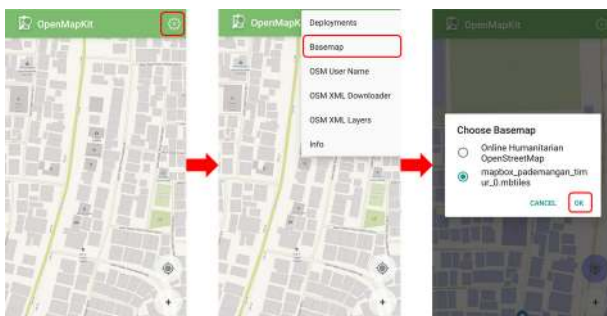 OpenMapKit
OpenMapK
Deployments
Basemap
OSM User Name
OSM XML Downloader
OSM XML Layers
Info
OpenMapKit
Choose Basemap
Online Humanitarian
OpenStreetMap
mapbox_pademangan_tim
ur_0.mbtiles
CANCEL
OK